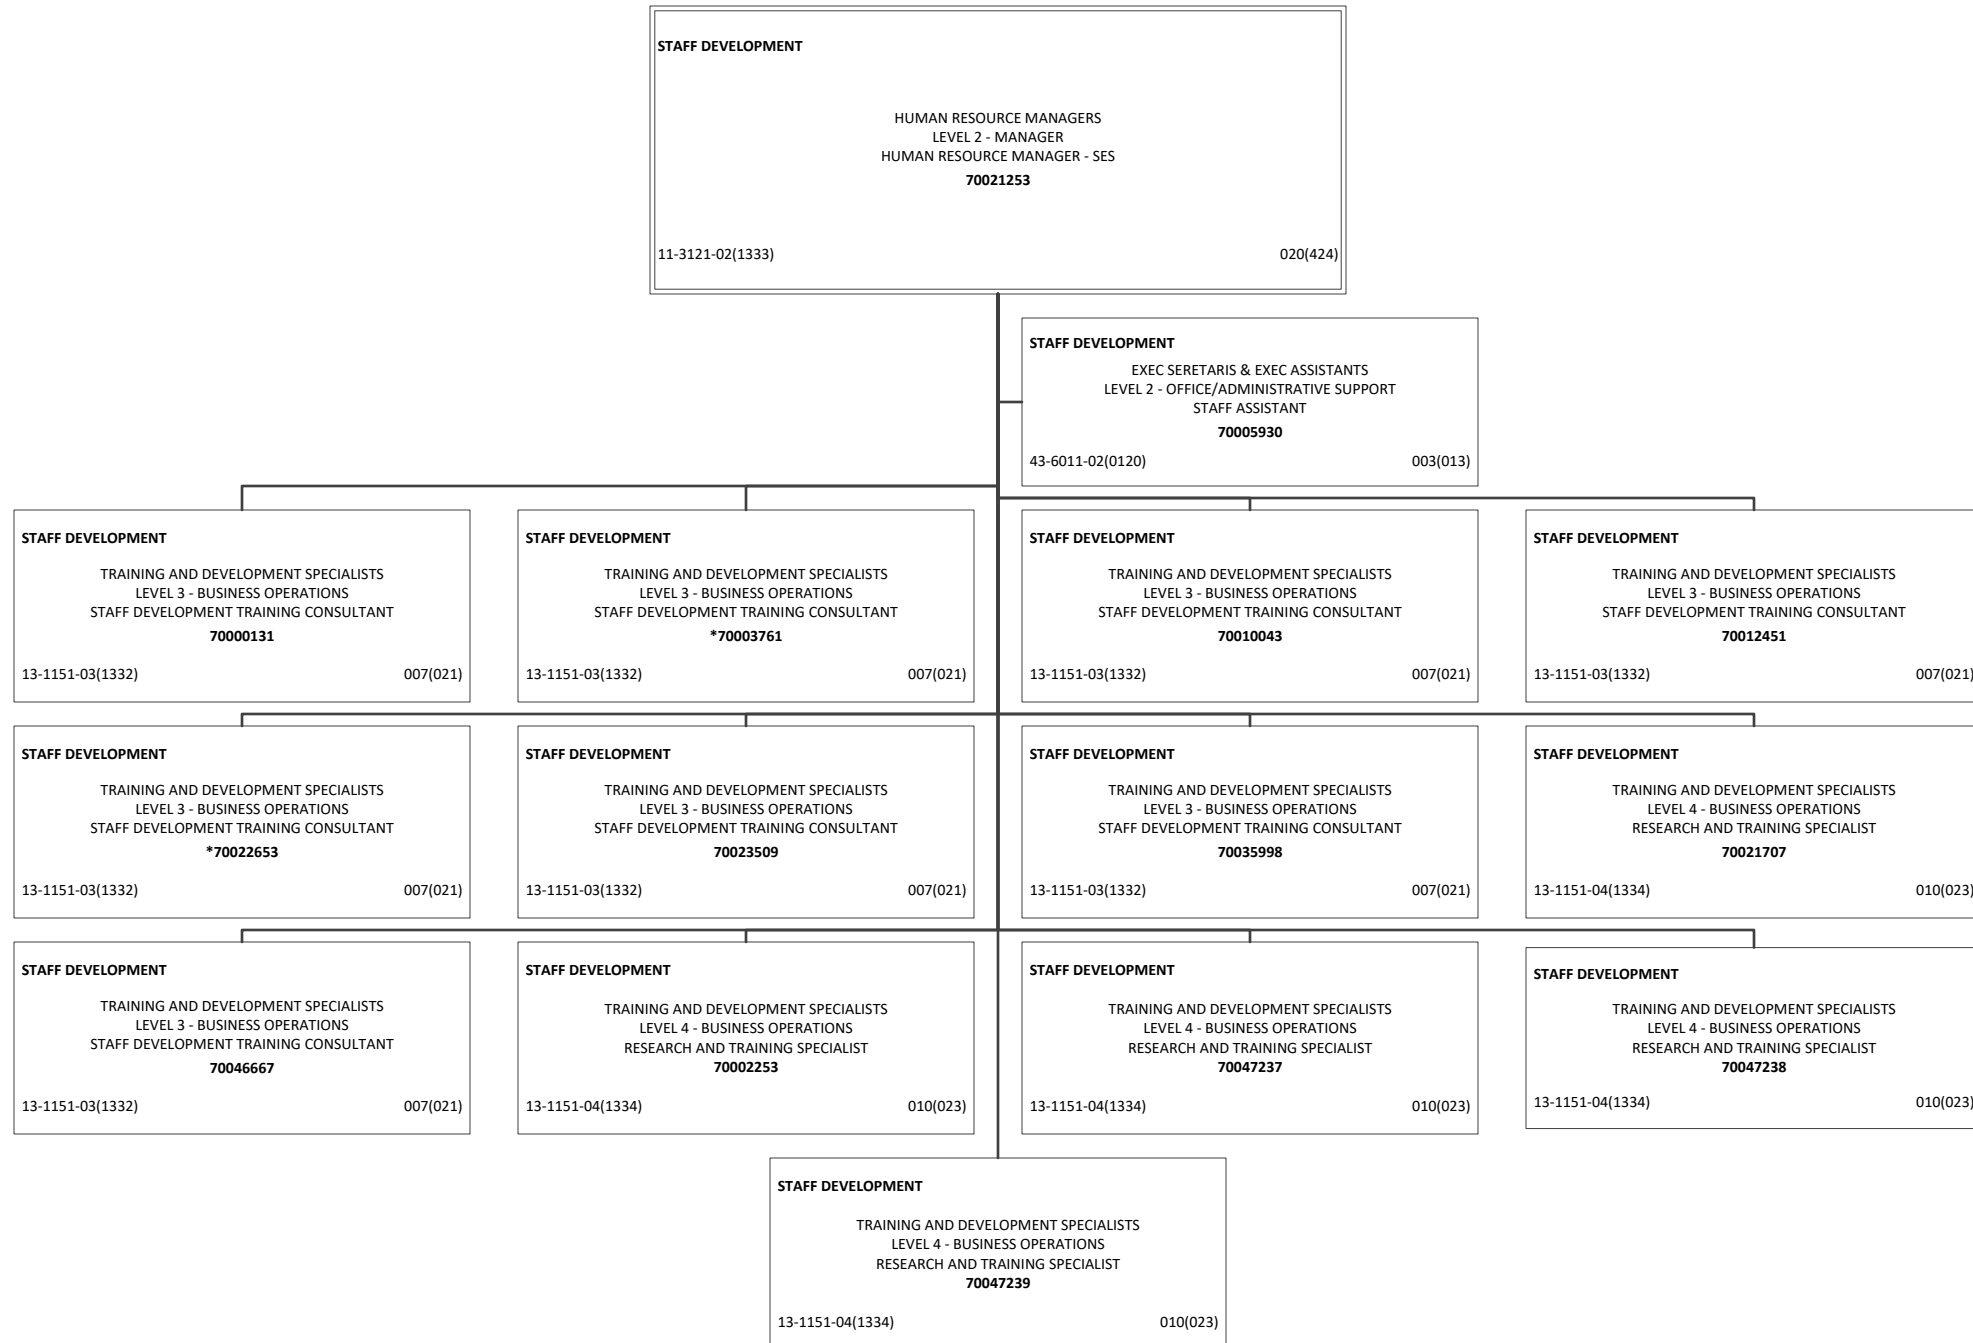 STAFF DEVELOPMENT
HUMAN RESOURCE MANAGERS
LEVEL 2 - MANAGER
HUMAN RESOURCE MANAGER - SES
70021253
11-3121-02(1333) 020(424)
STAFF DEVELOPMENT
EXEC SERETARIS & EXEC ASSISTANTS
LEVEL 2 - OFFICE/ADMINISTRATIVE SUPPORT
STAFF ASSISTANT
70005930
43-6011-02(0120) 003(013)
STAFF DEVELOPMENT
TRAINING AND DEVELOPMENT SPECIALISTS
LEVEL 3 - BUSINESS OPERATIONS
STAFF DEVELOPMENT TRAINING CONSULTANT
70000131
13-1151-03(1332) 007(021)
STAFF DEVELOPMENT
TRAINING AND DEVELOPMENT SPECIALISTS
LEVEL 3 - BUSINESS OPERATIONS
STAFF DEVELOPMENT TRAINING CONSULTANT
*70003761
13-1151-03(1332) 007(021)
STAFF DEVELOPMENT
TRAINING AND DEVELOPMENT SPECIALISTS
LEVEL 3 - BUSINESS OPERATIONS
STAFF DEVELOPMENT TRAINING CONSULTANT
70010043
13-1151-03(1332) 007(021)
STAFF DEVELOPMENT
TRAINING AND DEVELOPMENT SPECIALISTS
LEVEL 3 - BUSINESS OPERATIONS
STAFF DEVELOPMENT TRAINING CONSULTANT
70012451
13-1151-03(1332) 007(021)
STAFF DEVELOPMENT
TRAINING AND DEVELOPMENT SPECIALISTS
LEVEL 3 - BUSINESS OPERATIONS
STAFF DEVELOPMENT TRAINING CONSULTANT
*70022653
13-1151-03(1332) 007(021)
STAFF DEVELOPMENT
TRAINING AND DEVELOPMENT SPECIALISTS
LEVEL 3 - BUSINESS OPERATIONS
STAFF DEVELOPMENT TRAINING CONSULTANT
70023509
13-1151-03(1332) 007(021)
STAFF DEVELOPMENT
TRAINING AND DEVELOPMENT SPECIALISTS
LEVEL 3 - BUSINESS OPERATIONS
STAFF DEVELOPMENT TRAINING CONSULTANT
70035998
13-1151-03(1332) 007(021)
STAFF DEVELOPMENT
TRAINING AND DEVELOPMENT SPECIALISTS
LEVEL 4 - BUSINESS OPERATIONS
RESEARCH AND TRAINING SPECIALIST
70021707
13-1151-04(1334) 010(023)
STAFF DEVELOPMENT
TRAINING AND DEVELOPMENT SPECIALISTS
LEVEL 3 - BUSINESS OPERATIONS
STAFF DEVELOPMENT TRAINING CONSULTANT
70046667
13-1151-03(1332) 007(021)
STAFF DEVELOPMENT
TRAINING AND DEVELOPMENT SPECIALISTS
LEVEL 4 - BUSINESS OPERATIONS
RESEARCH AND TRAINING SPECIALIST
70002253
13-1151-04(1334) 010(023)
STAFF DEVELOPMENT
TRAINING AND DEVELOPMENT SPECIALISTS
LEVEL 4 - BUSINESS OPERATIONS
RESEARCH AND TRAINING SPECIALIST
70047237
13-1151-04(1334) 010(023)
STAFF DEVELOPMENT
TRAINING AND DEVELOPMENT SPECIALISTS
LEVEL 4 - BUSINESS OPERATIONS
RESEARCH AND TRAINING SPECIALIST
70047238
13-1151-04(1334) 010(023)
STAFF DEVELOPMENT
TRAINING AND DEVELOPMENT SPECIALISTS
LEVEL 4 - BUSINESS OPERATIONS
RESEARCH AND TRAINING SPECIALIST
70047239
13-1151-04(1334) 010(023)